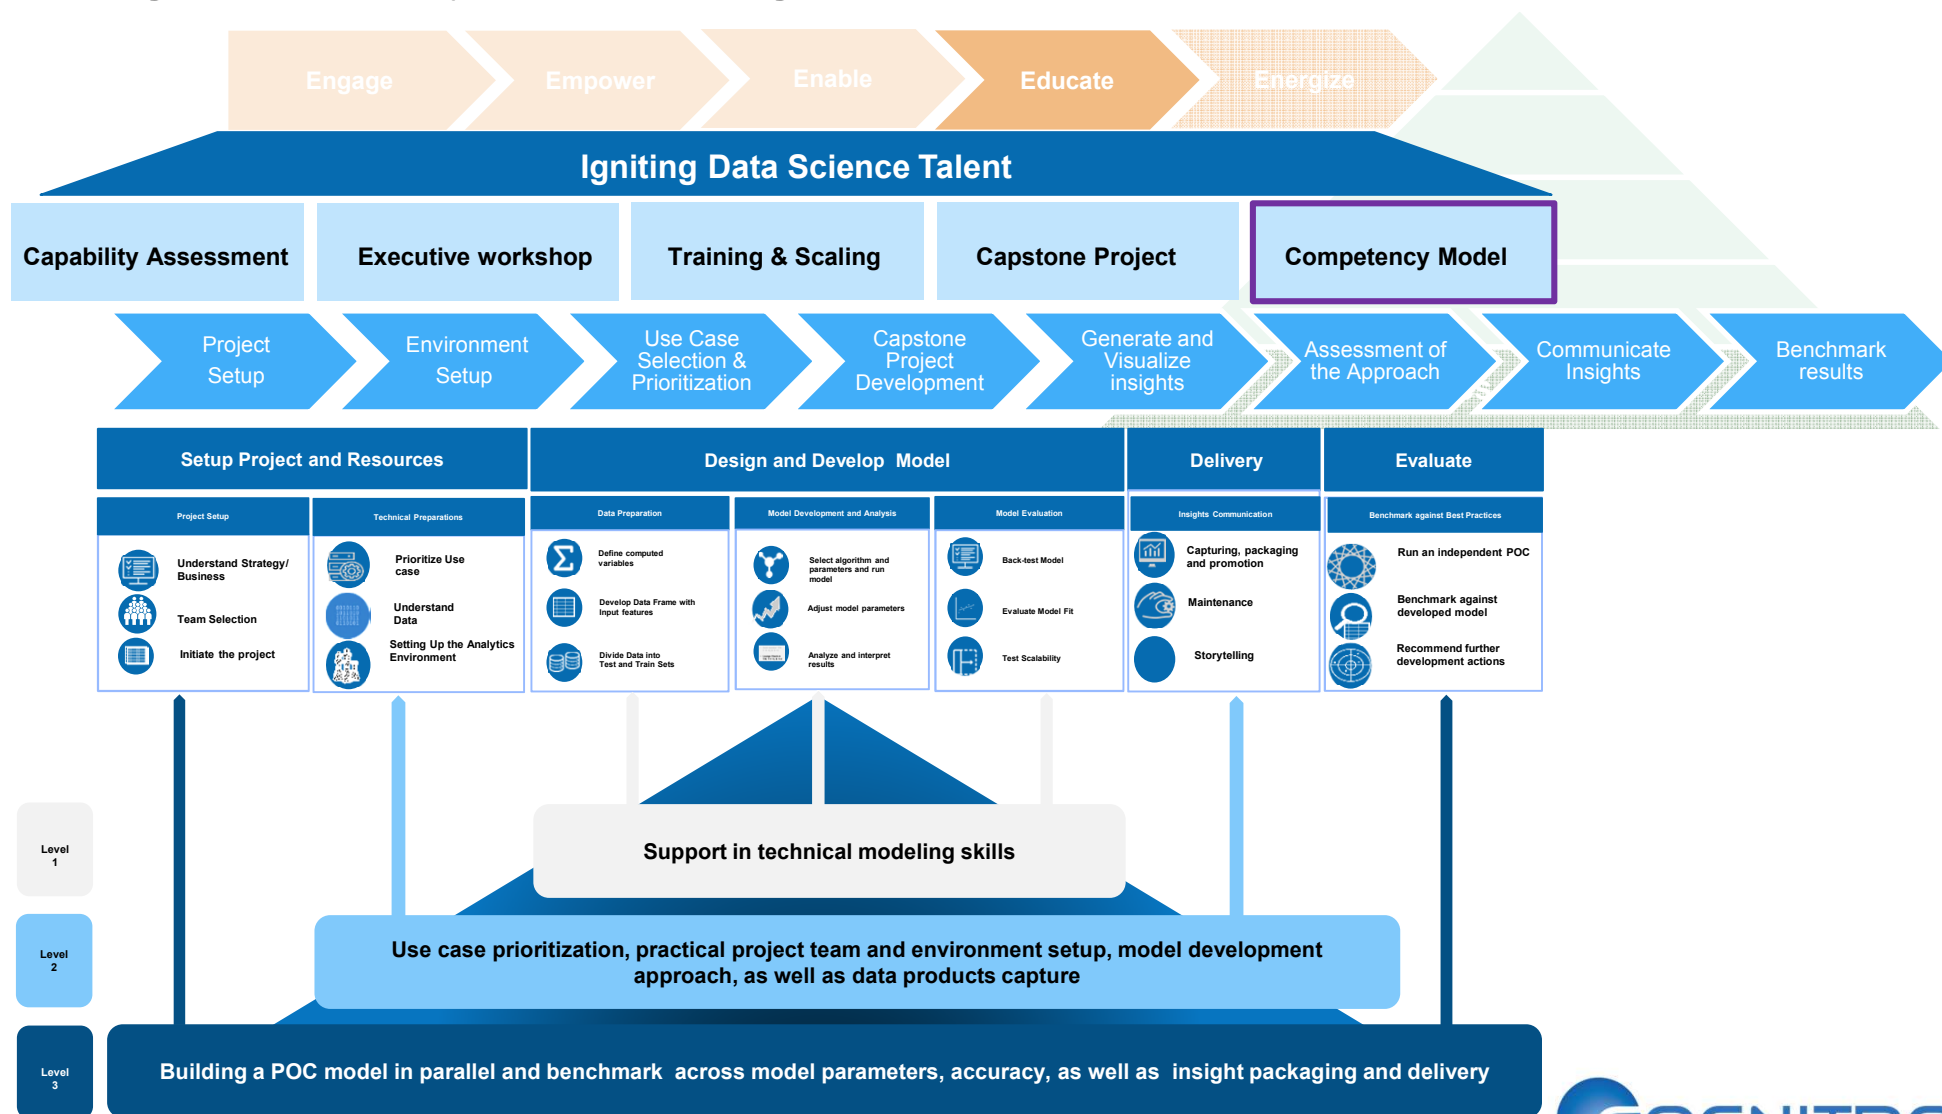 Engage
Empower
Enable
Educate
Energize
Igniting Data Science Talent
Capability Assessment
Executive workshop
Training & Scaling
Capstone Project
Competency Model
Project
Setup
Environment
Setup
Use Case
Selection &
Prioritization
Capstone
Project
Development
Generate and
Visualize
insights
Assessment of
the Approach
Communicate
Insights
Benchmark
results
Setup Project and Resources
Design and Develop Model
Delivery
Evaluate
Project Setup
Understand Strategy/
Business
Team Selection
Initiate the project
Technical Preparations
Prioritize Use
case
Understand
Data
Setting Up the Analytics
Environment
Data Preparation
Define computed
variables
Develop Data Frame with
Input features
Divide Data into
Test and Train Sets
Model Development and Analysis
Select algorithm and
parameters and run
model
Adjust model parameters
Analyze and interpret
results
Model Evaluation
Back-test Model
Evaluate Model Fit
Test Scalability
Insights Communication
Capturing, packaging
and promotion
Maintenance
Storytelling
Benchmark against Best Practices
Run an independent POC
Benchmark against
developed model
Recommend further
development actions
Level
1
Support in technical modeling skills
Level
2
Use case prioritization, practical project team and environment setup, model development
approach, as well as data products capture
Level
3
Building a POC model in parallel and benchmark across model parameters, accuracy, as well as insight packaging and delivery